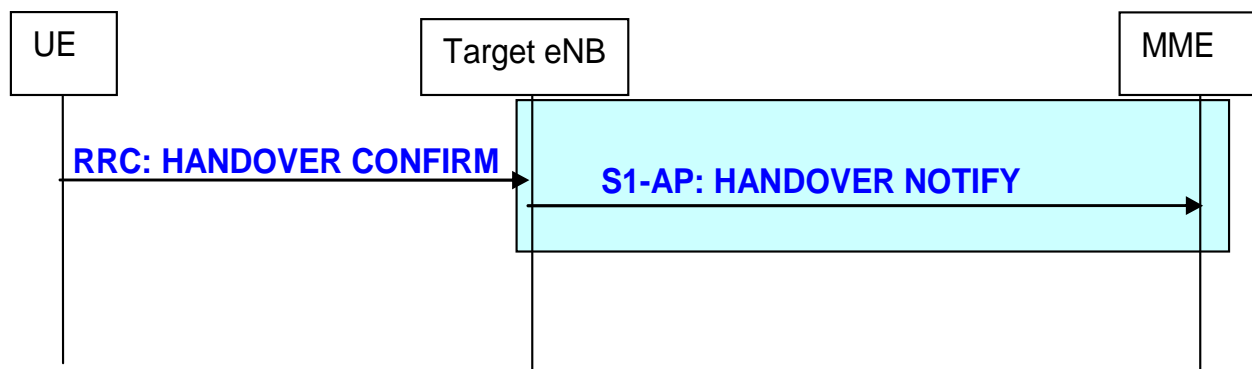 UE
Target eNB
MME
RRC: HANDOVER CONFIRM
S1-AP: HANDOVER NOTIFY